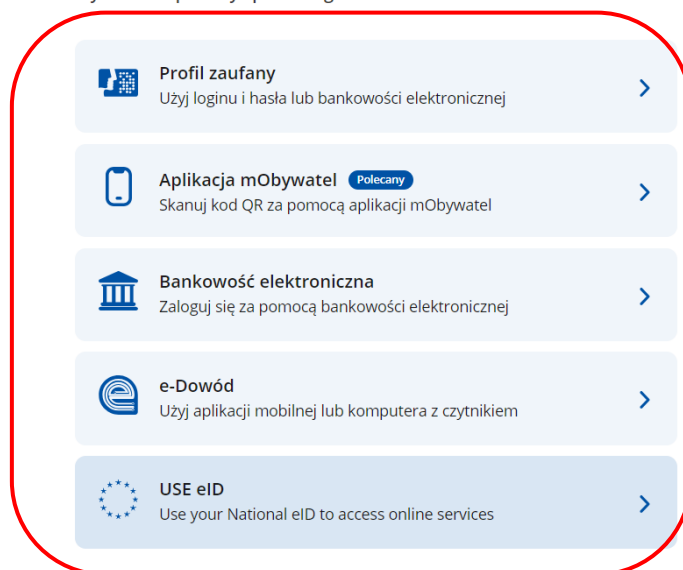 Profil zaufany
Użyj loginu i hasła lub bankowości elektronicznej
Aplikacja mObywatel Polecany
Skanuj kod QR za pomocą aplikacji mObywatel
Bankowość elektroniczna
Zaloguj się za pomocą bankowości elektronicznej
e-Dowód
Użyj aplikacji mobilnej lub komputera z czytnikiem
USE eID
Use your National eID to access online services